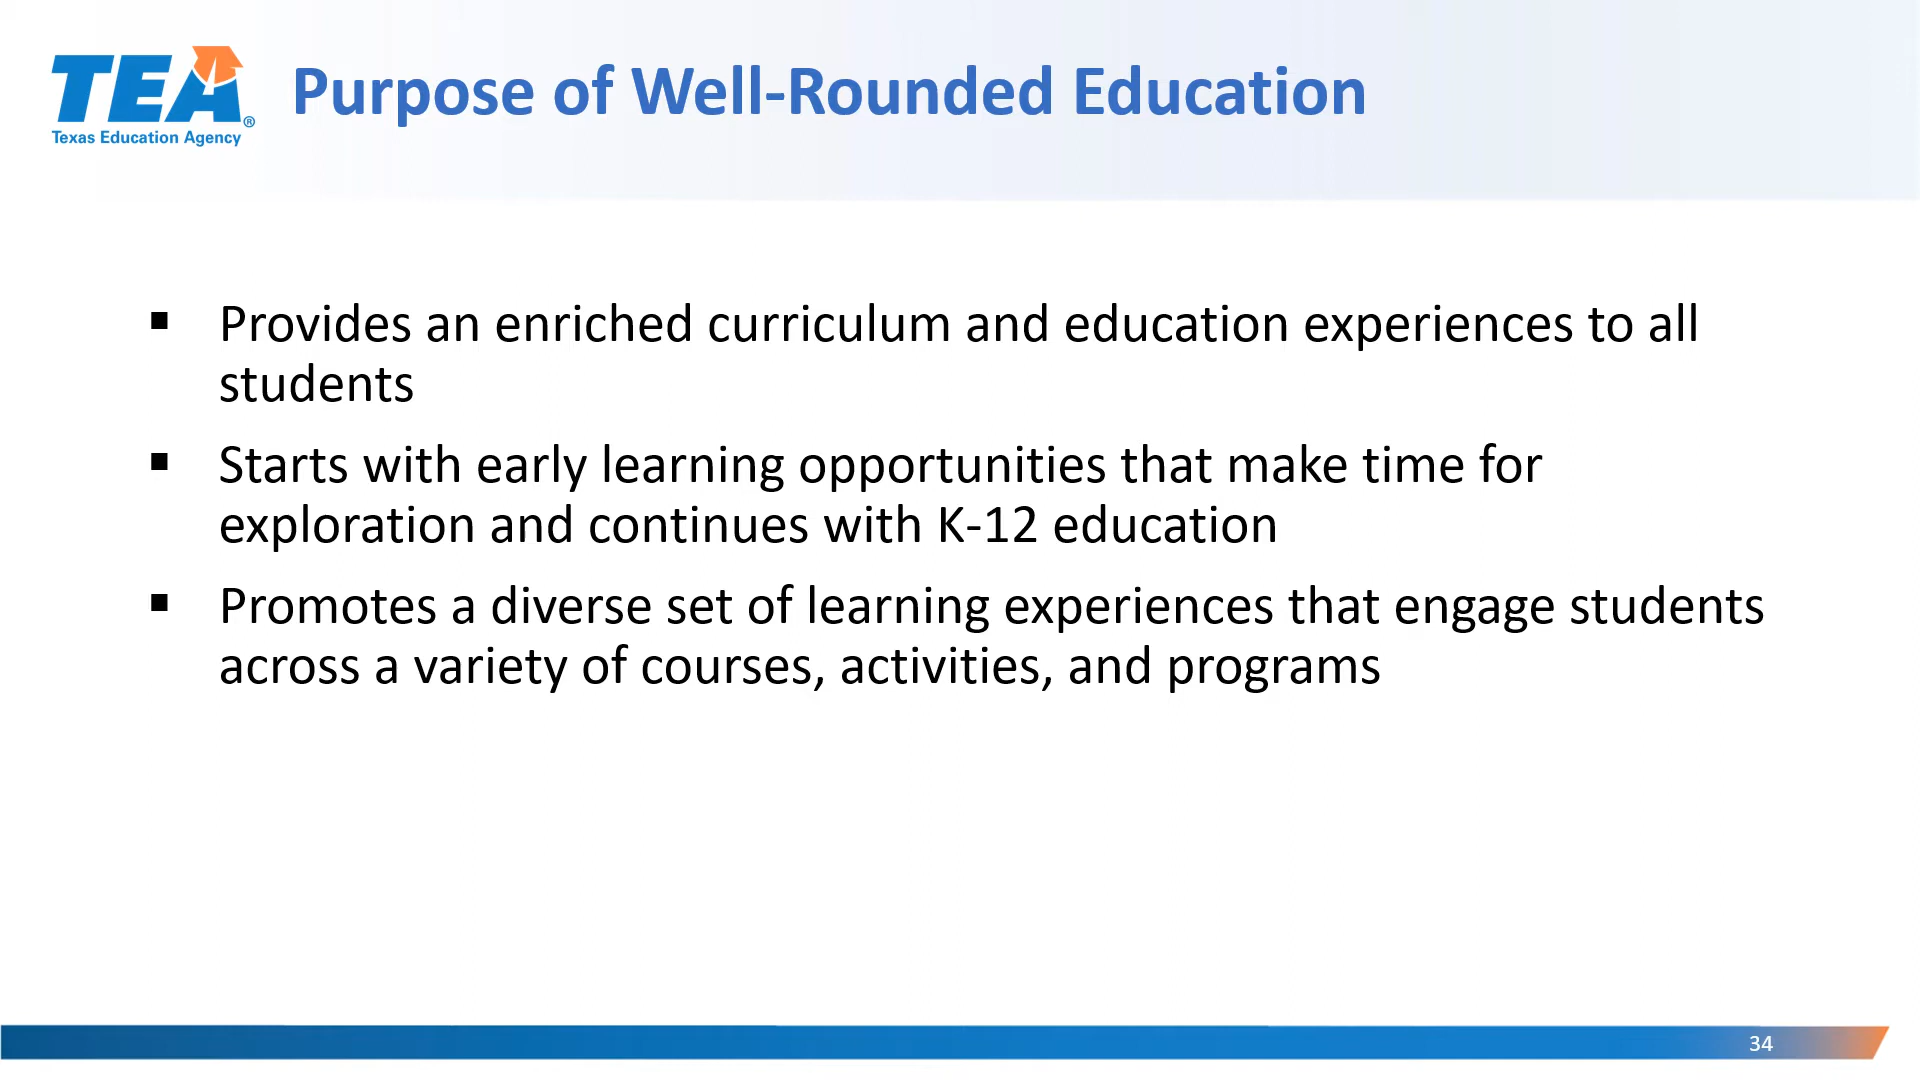 TEA®
Texas Education Agency
Purpose of Well-Rounded Education
▪ Provides an enriched curriculum and education experiences to all
students
▪ Starts with early learning opportunities that make time for
exploration and continues with K-12 education
▪ Promotes a diverse set of learning experiences that engage students
across a variety of courses, activities, and programs
34